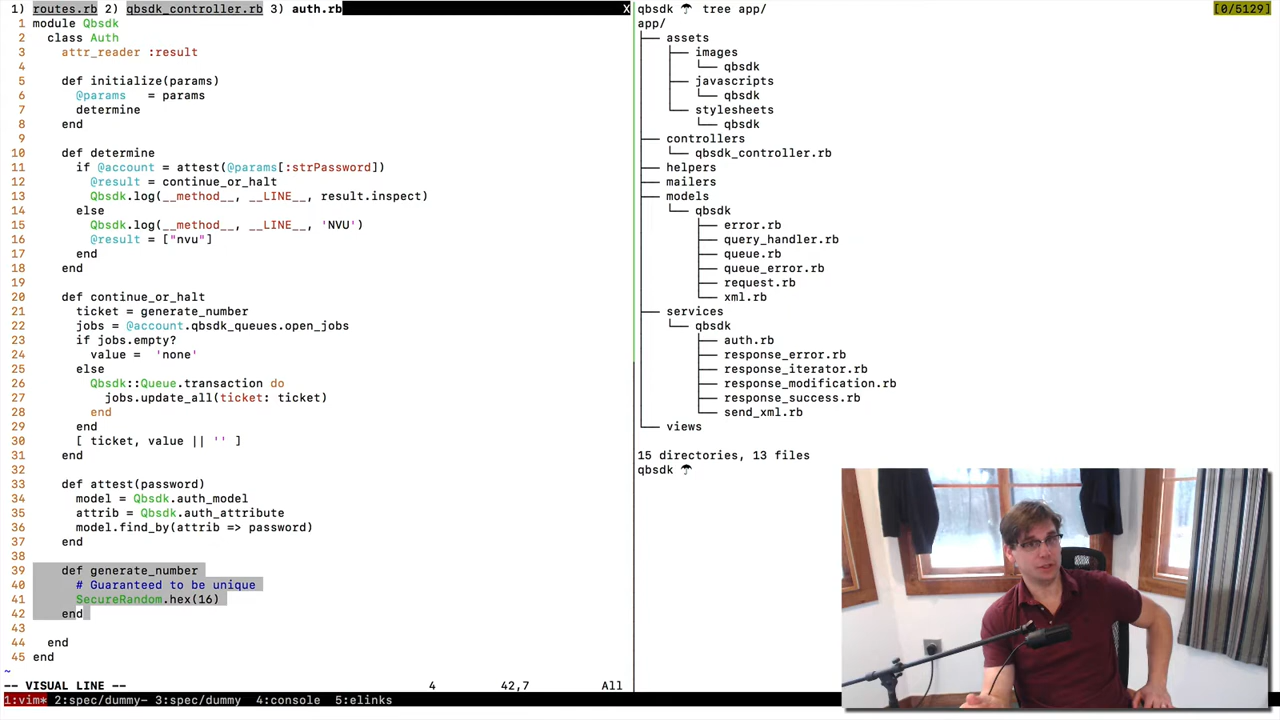 1) routes.rb 2) qbsdk_controller.rb 3) auth.rb X
1 module Qbsdk
2   class Auth
3     attr_reader :result
4
5     def initialize(params)
6       @params   = params
7       determine
8     end
9
10     def determine
11       if @account = attest(@params[:strPassword])
12         @result = continue_or_halt
13         Qbsdk.log(__method__, __LINE__, result.inspect)
14       else
15         Qbsdk.log(__method__, __LINE__, 'NVU')
16         @result = ["nvu"]
17       end
18     end
19
20     def continue_or_halt
21       ticket = generate_number
22       jobs = @account.qbsdk_queues.open_jobs
23       if jobs.empty?
24         value =  'none'
25       else
26         Qbsdk::Queue.transaction do
27           jobs.update_all(ticket: ticket)
28         end
29       end
30       [ ticket, value || '' ]
31     end
32
33     def attest(password)
34       model = Qbsdk.auth_model
35       attrib = Qbsdk.auth_attribute
36       model.find_by(attrib => password)
37     end
38
39     def generate_number
40       # Guaranteed to be unique
41       SecureRandom.hex(16)
42     end
43
44   end
45 end
~
-- VISUAL LINE -- 4 42,7 All
qbsdk ☂ tree app/ [0/5129]
app/
├── assets
│   ├── images
│   │   └── qbsdk
│   ├── javascripts
│   │   └── qbsdk
│   └── stylesheets
│       └── qbsdk
├── controllers
│   └── qbsdk_controller.rb
├── helpers
├── mailers
├── models
│   └── qbsdk
│       ├── error.rb
│       ├── query_handler.rb
│       ├── queue.rb
│       ├── queue_error.rb
│       ├── request.rb
│       └── xml.rb
├── services
│   └── qbsdk
│       ├── auth.rb
│       ├── response_error.rb
│       ├── response_iterator.rb
│       ├── response_modification.rb
│       ├── response_success.rb
│       └── send_xml.rb
└── views
15 directories, 13 files
qbsdk ☂
1:vim* 2:spec/dummy- 3:spec/dummy  4:console  5:elinks